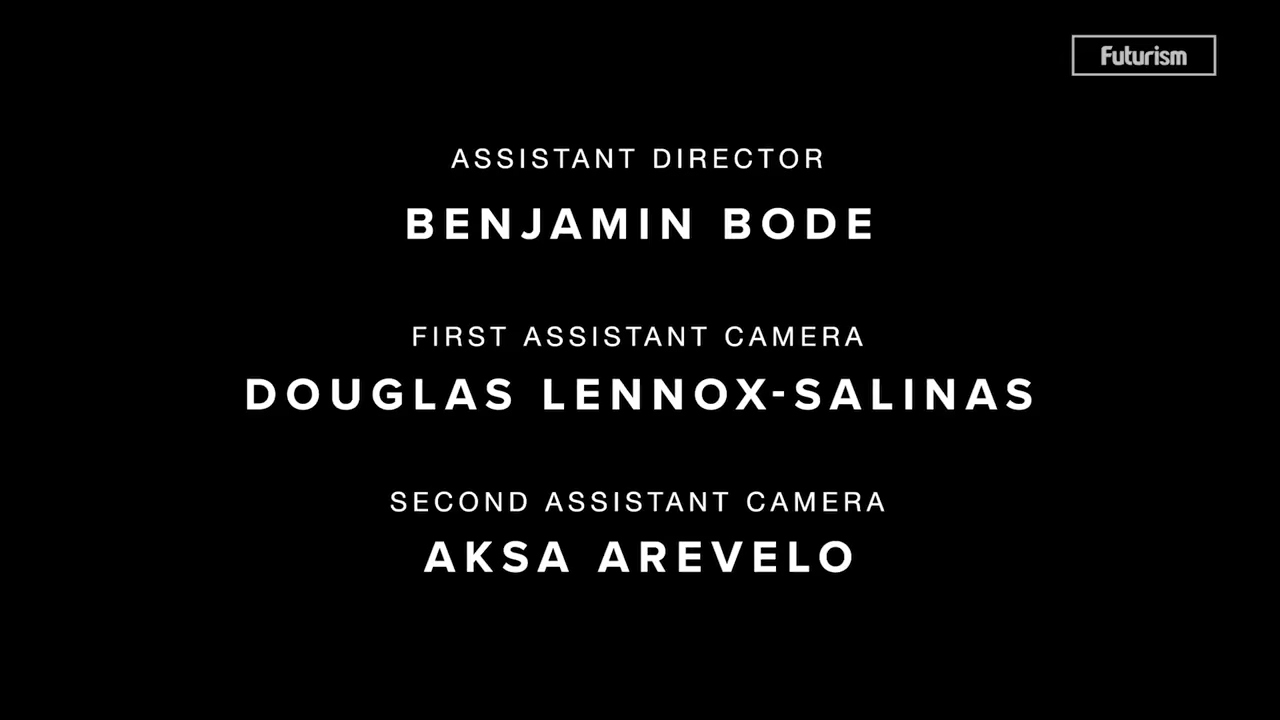 Futurism
ASSISTANT DIRECTOR
BENJAMIN BODE
FIRST ASSISTANT CAMERA
DOUGLAS LENNOX-SALINAS
SECOND ASSISTANT CAMERA
AKSA AREVELO